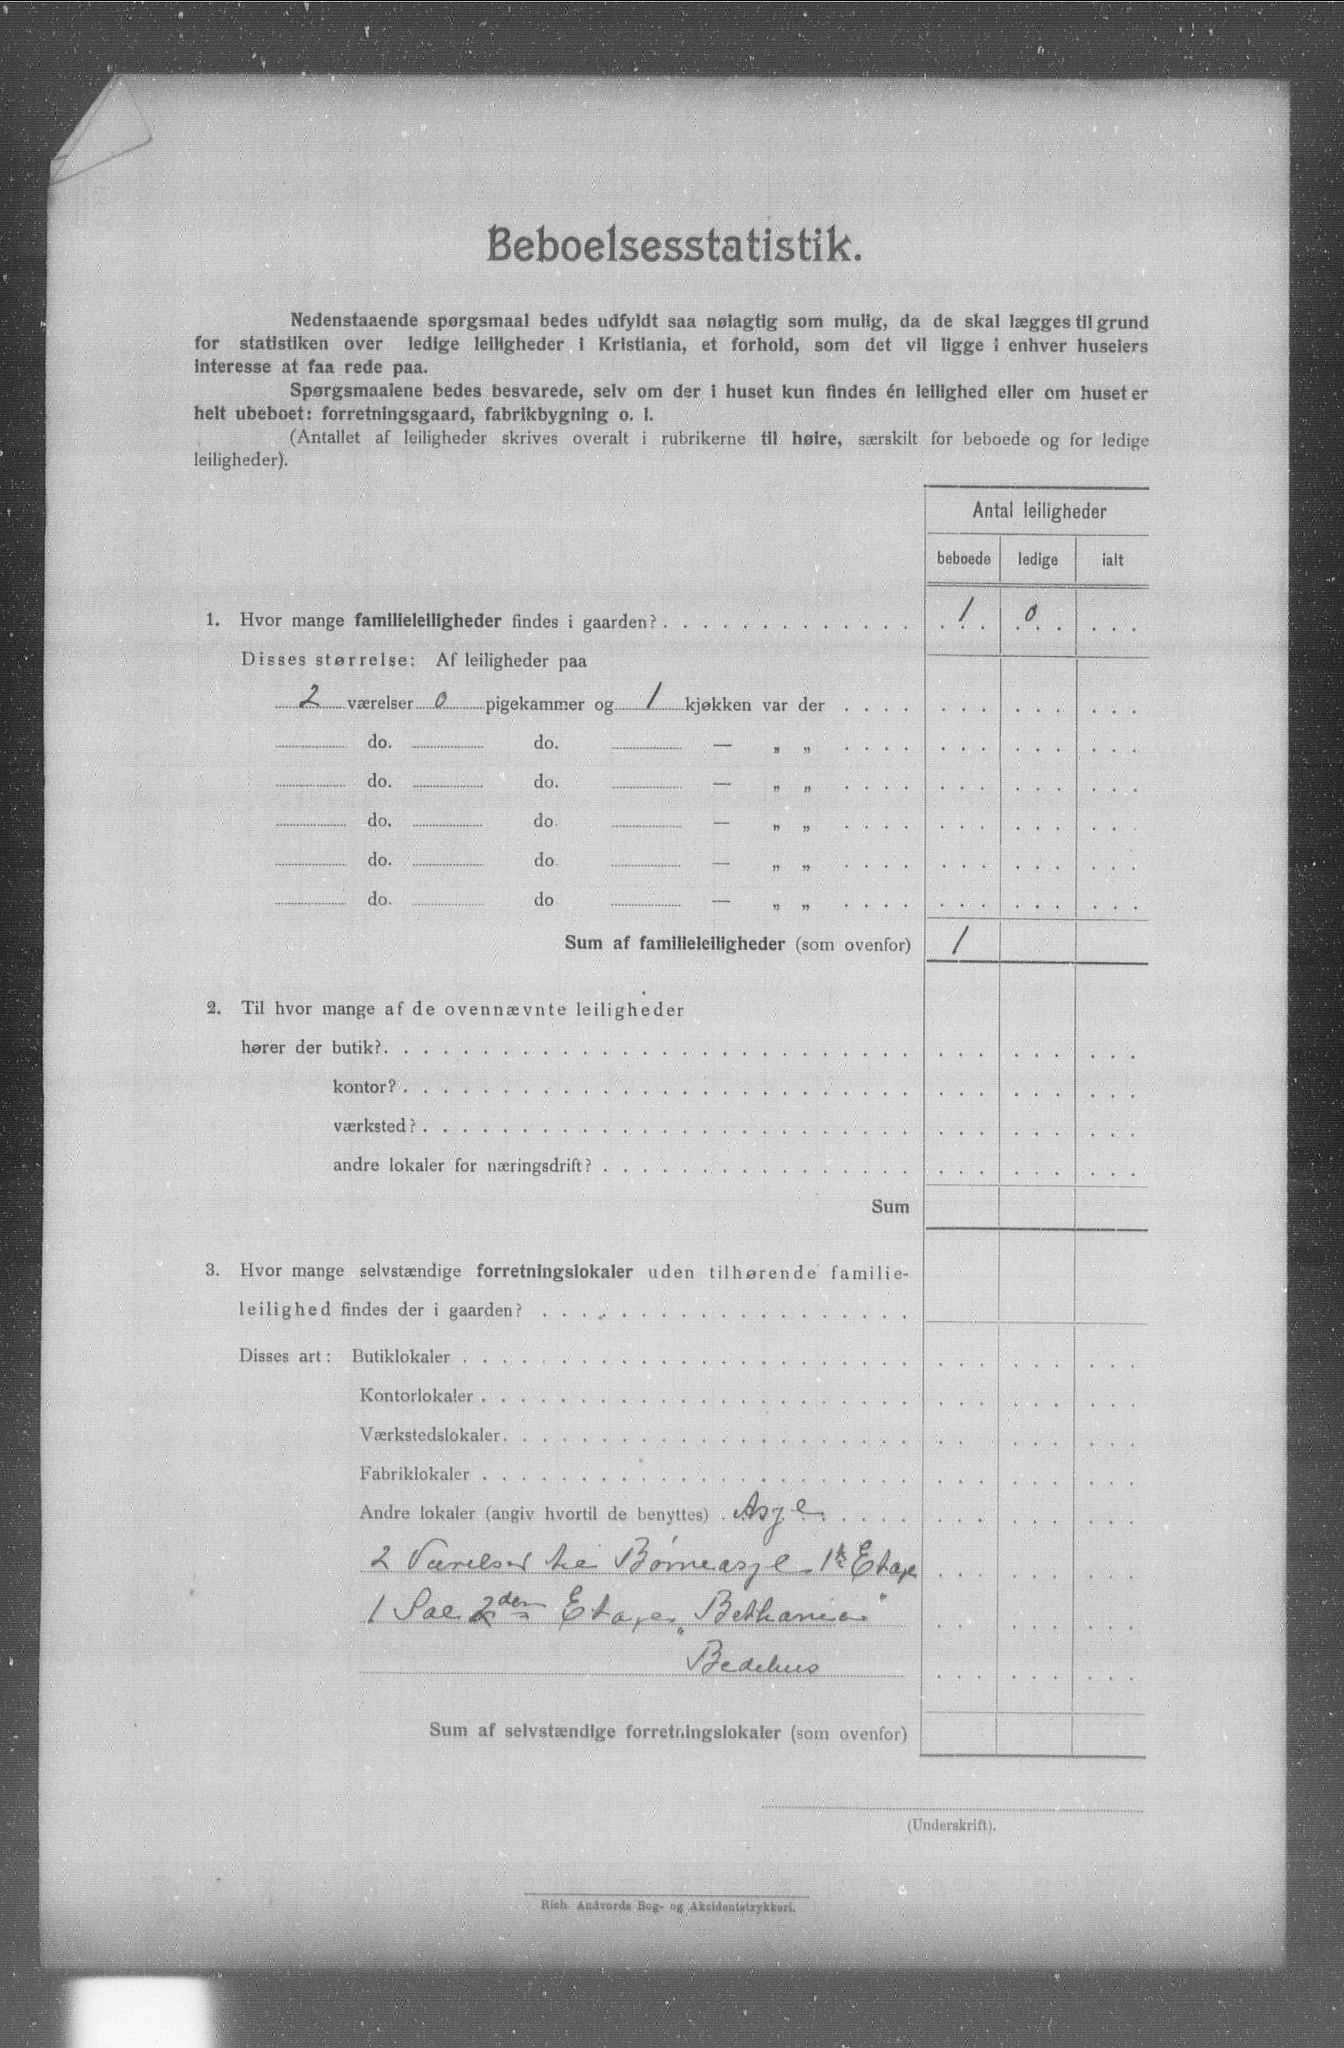 Beboelsesstatistik.
Nedenstaaende spørgsmaal bedes udfyldt saa nøiagtig som mulig, da de skal lægges til grund
for statistiken over ledige leiligheder i Kristiania, et forhold, som det vil ligge i enhver huseiers
interesse at faa rede paa.
Spørgsmaalene bedes besvarede, selv om der i huset kun findes én leilighed eller om huset er
helt ubeboet: forretningsgaard, fabrikbygning o. l.
(Antallet af leiligheder skrives overalt i rubrikerne til høire, særskilt for beboede og for ledige
leiligheder).
Antal leiligheder
beboede ledige ialt
1. Hvor mange familieleiligheder findes i gaarden? 1 0
Disses størrelse: Af leiligheder paa
2 værelser 0 pigekammer og 1 kjøkken var der
do. do. — „ „
do. do. — „ „
do. do. — „ „
do. do — „ „
do. do — „ „
Sum af familieleiligheder (som ovenfor) 1
2. Til hvor mange af de ovennævnte leiligheder
hører der butik?
kontor?
værksted?
andre lokaler for næringsdrift?
Sum
3. Hvor mange selvstændige forretningslokaler uden tilhørende familie-
leilighed findes der i gaarden?
Disses art: Butiklokaler
Kontorlokaler
Værkstedslokaler
Fabriklokaler
Andre lokaler (angiv hvortil de benyttes) Asyl
2 Værelser til Børneasyl 1ste Etage
1 Sal 2den Etage „Bethania"
Bedehus
Sum af selvstændige forretningslokaler (som ovenfor)
(Underskrift).
Rich. Andvords Bog- og Akcidentstrykkeri.